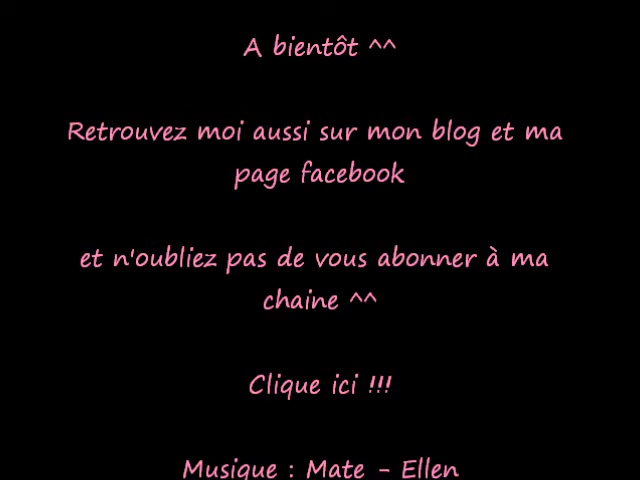 A bientôt ^^
Retrouvez moi aussi sur mon blog et ma
page facebook
et n'oubliez pas de vous abonner à ma
chaine ^^
Clique ici !!!
Musique : Mate - Ellen